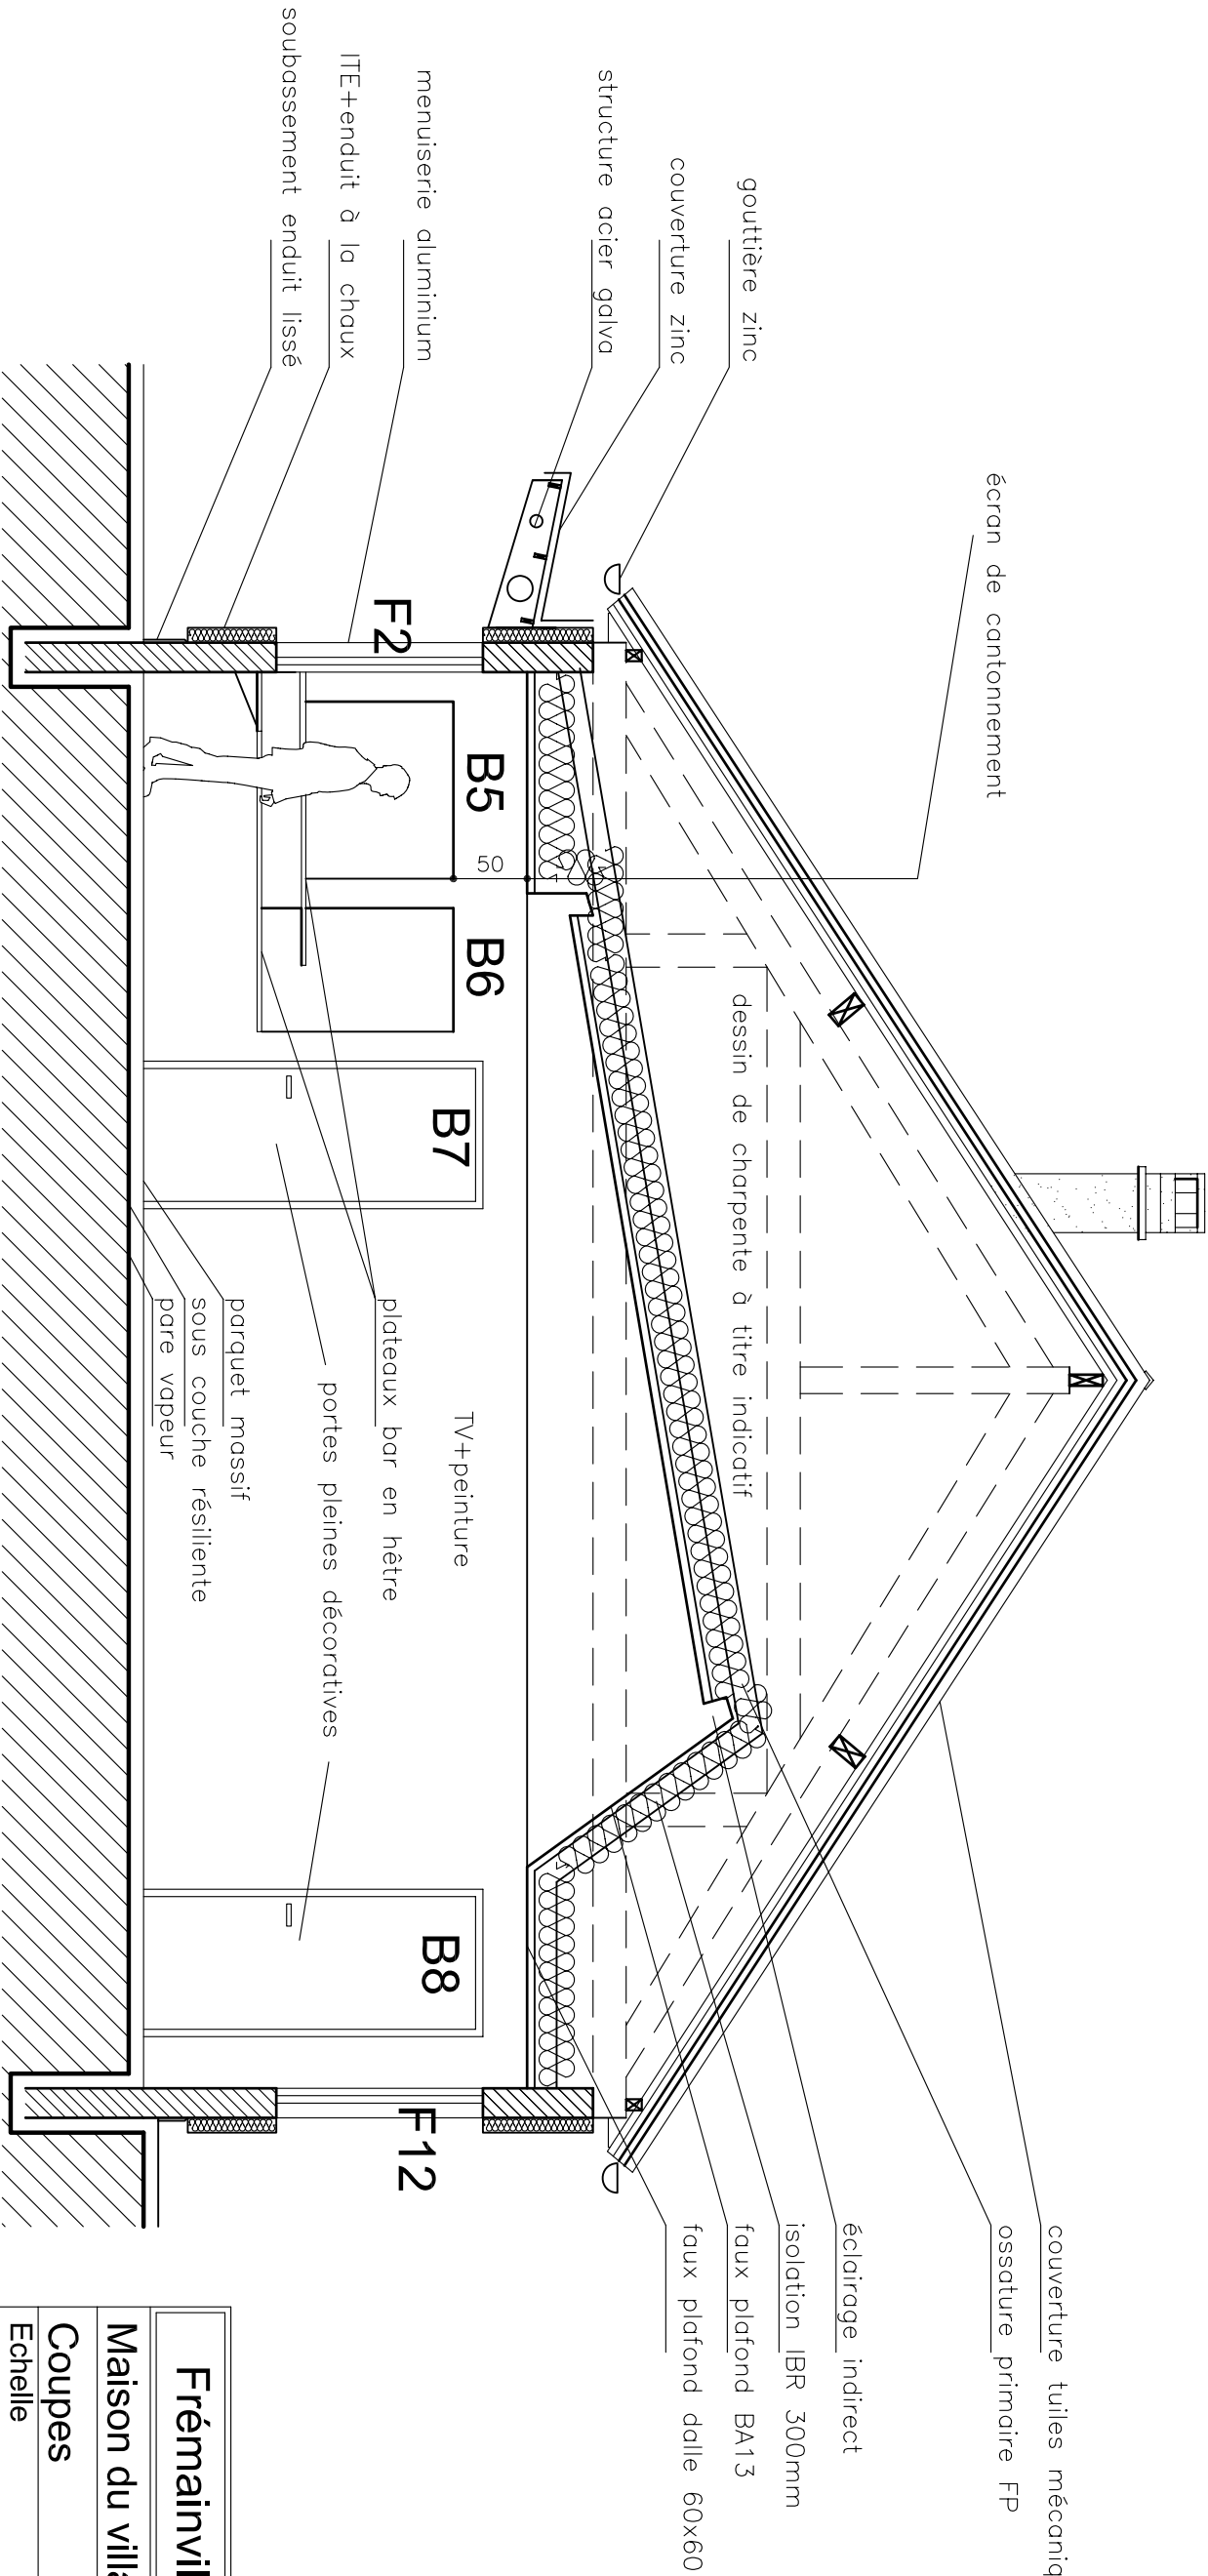 écran de cantonnement
gouttière zinc
couverture zinc
structure acier galva
menuiserie aluminium
ITE+enduit à la chaux
soubassement enduit lissé
dessin de charpente à titre indicatif
F2
B5
50
B6
B7
B8
F12
TV+peinture
plateaux bar en hêtre
portes pleines décoratives
parquet massif
sous couche résiliente
pare vapeur
couverture tuiles mécaniq
ossature primaire FP
éclairage indirect
isolation IBR 300mm
faux plafond BA13
faux plafond dalle 60x60
Frémainvil
Maison du villa
Coupes
Echelle